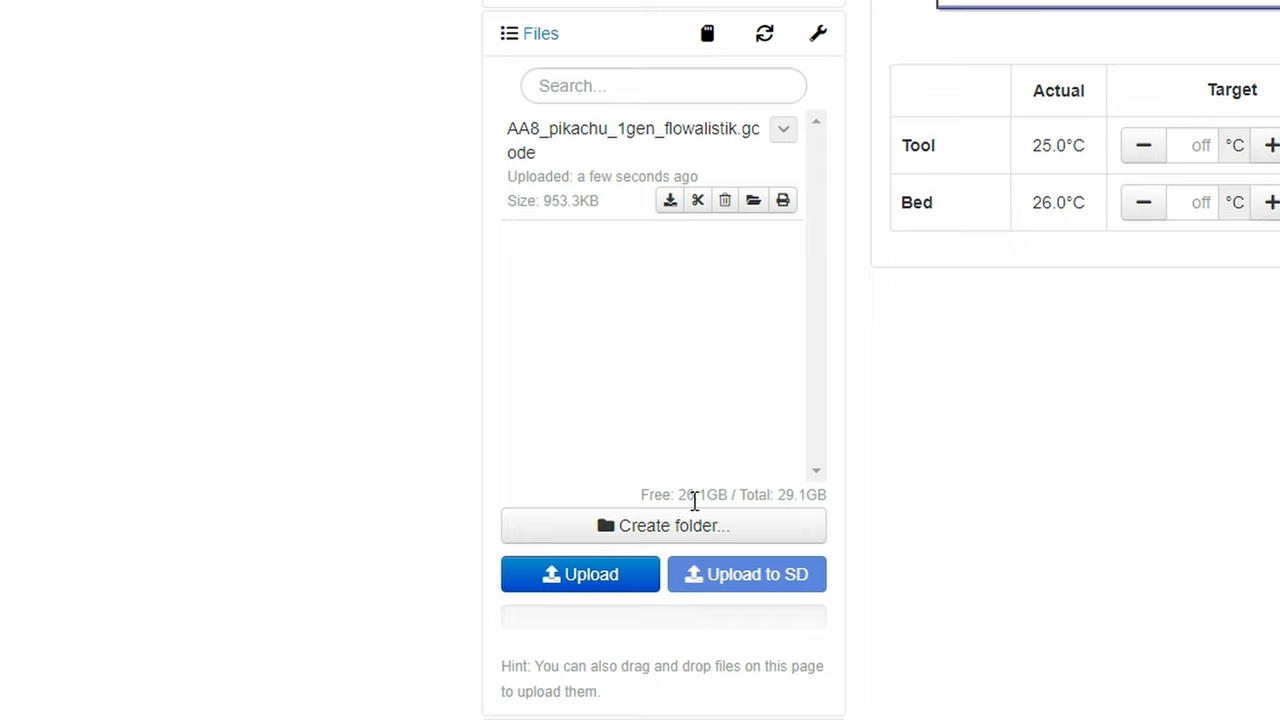 Files
Search...
AA8_pikachu_1gen_flowalistik.gc
ode
Uploaded: a few seconds ago
Size: 953.3KB
Free: 26.1GB / Total: 29.1GB
Create folder...
Upload
Upload to SD
Hint: You can also drag and drop files on this page
to upload them.
Actual Target
Tool 25.0°C off °C
Bed 26.0°C off °C